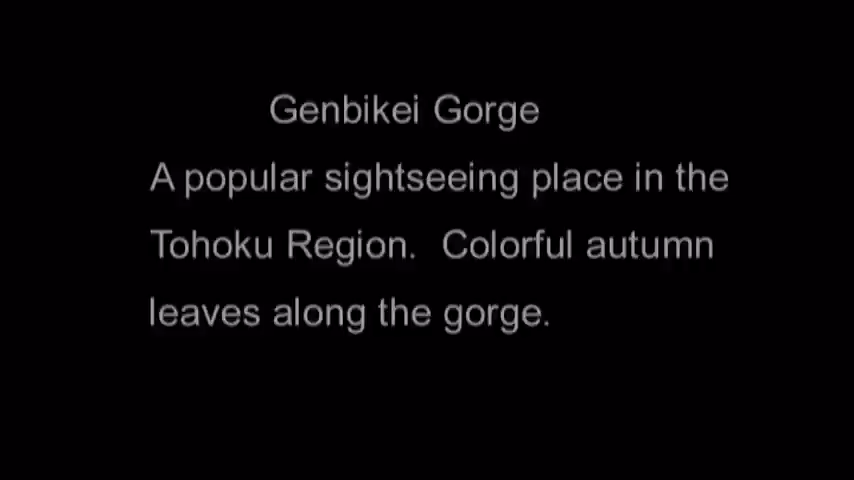 Genbikei Gorge
A popular sightseeing place in the
Tohoku Region.  Colorful autumn
leaves along the gorge.